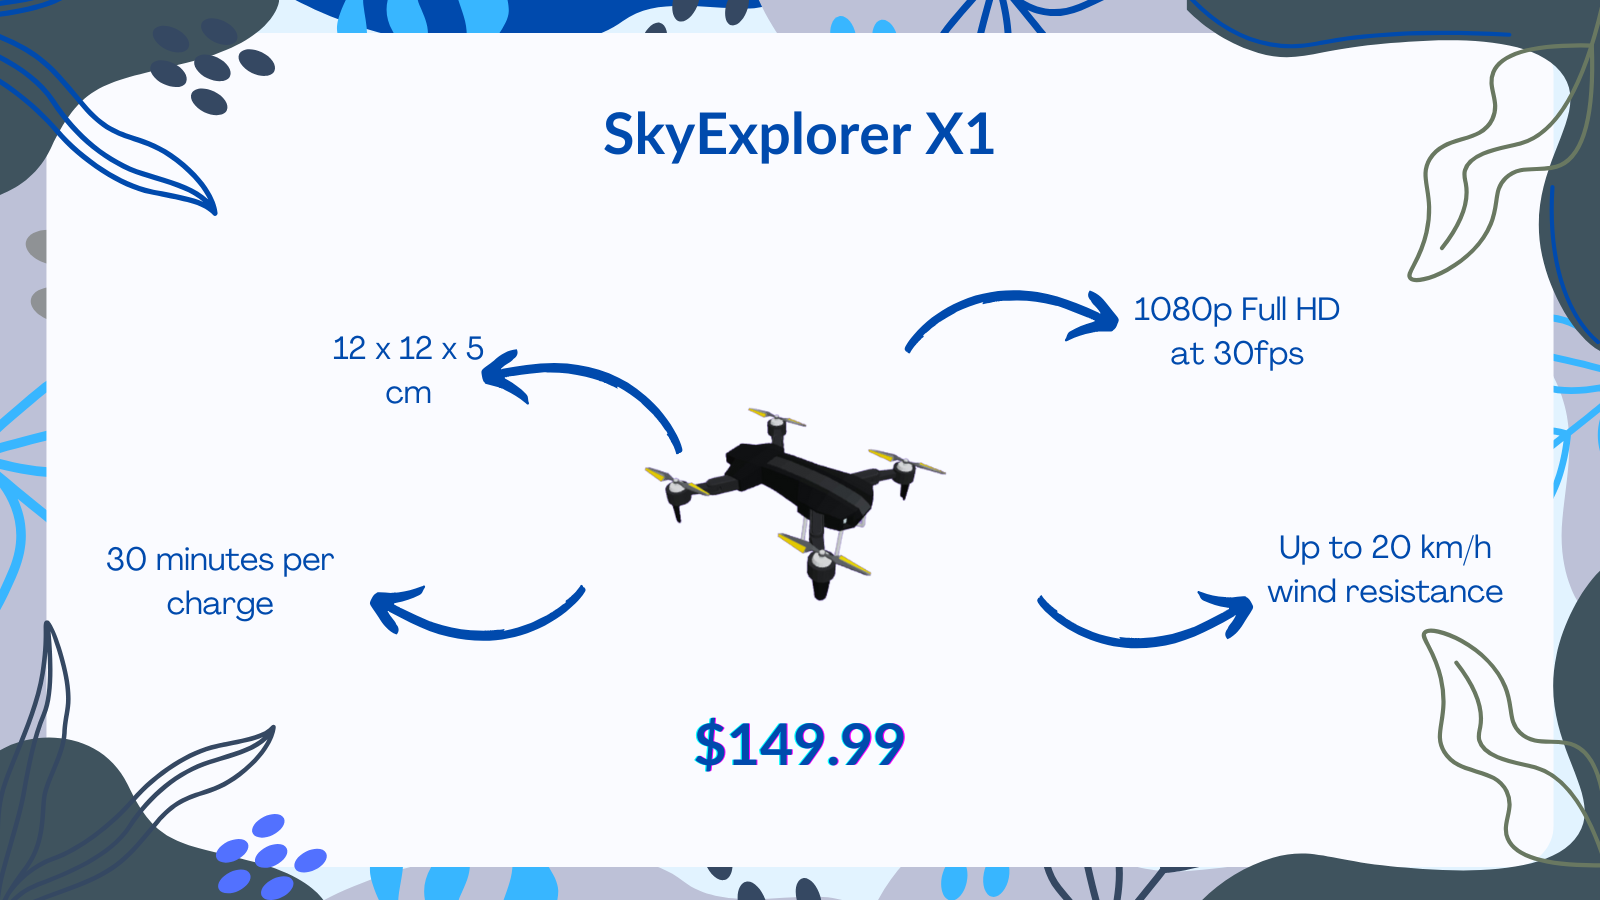 SkyExplorer X1
12 x 12 x 5
cm
1080p Full HD
at 30fps
30 minutes per
charge
Up to 20 km/h
wind resistance
$149.99